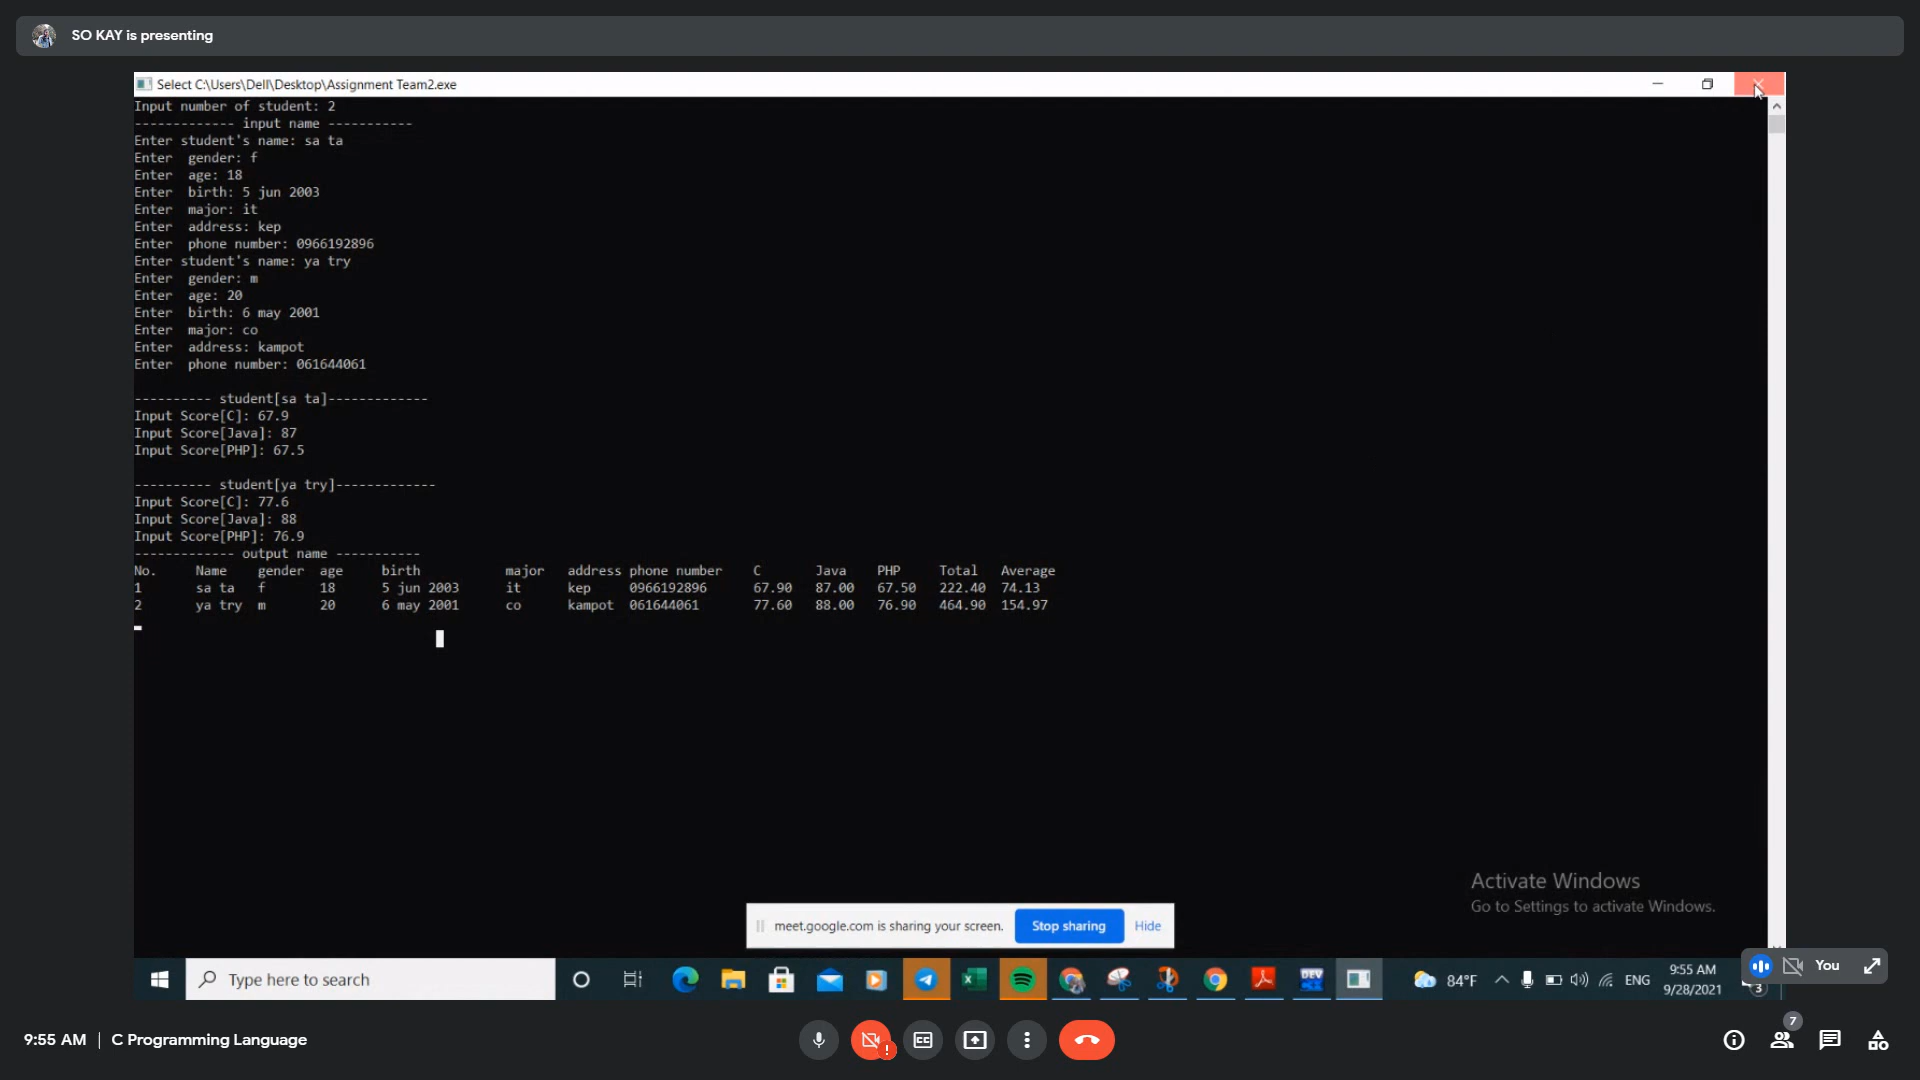 SO KAY is presenting
Select C:\Users\Dell\Desktop\Assignment Team2.exe
Input number of student: 2
------------- input name -----------
Enter student's name: sa ta
Enter  gender: f
Enter  age: 18
Enter  birth: 5 jun 2003
Enter  major: it
Enter  address: kep
Enter  phone number: 0966192896
Enter student's name: ya try
Enter  gender: m
Enter  age: 20
Enter  birth: 6 may 2001
Enter  major: co
Enter  address: kampot
Enter  phone number: 061644061
---------- student[sa ta]-------------
Input Score[C]: 67.9
Input Score[Java]: 87
Input Score[PHP]: 67.5
---------- student[ya try]-------------
Input Score[C]: 77.6
Input Score[Java]: 88
Input Score[PHP]: 76.9
------------- output name -----------
No.     Name    gender  age     birth           major   address phone number    C       Java    PHP     Total   Average
1       sa ta   f       18      5 jun 2003      it      kep     0966192896      67.90   87.00   67.50   222.40  74.13
2       ya try  m       20      6 may 2001      co      kampot  061644061       77.60   88.00   76.90   464.90  154.97
Activate Windows
Go to Settings to activate Windows.
meet.google.com is sharing your screen. Stop sharing Hide
Type here to search
DEV
84°F
ENG
9:55 AM
9/28/2021
3
You
9:55 AM | C Programming Language
7